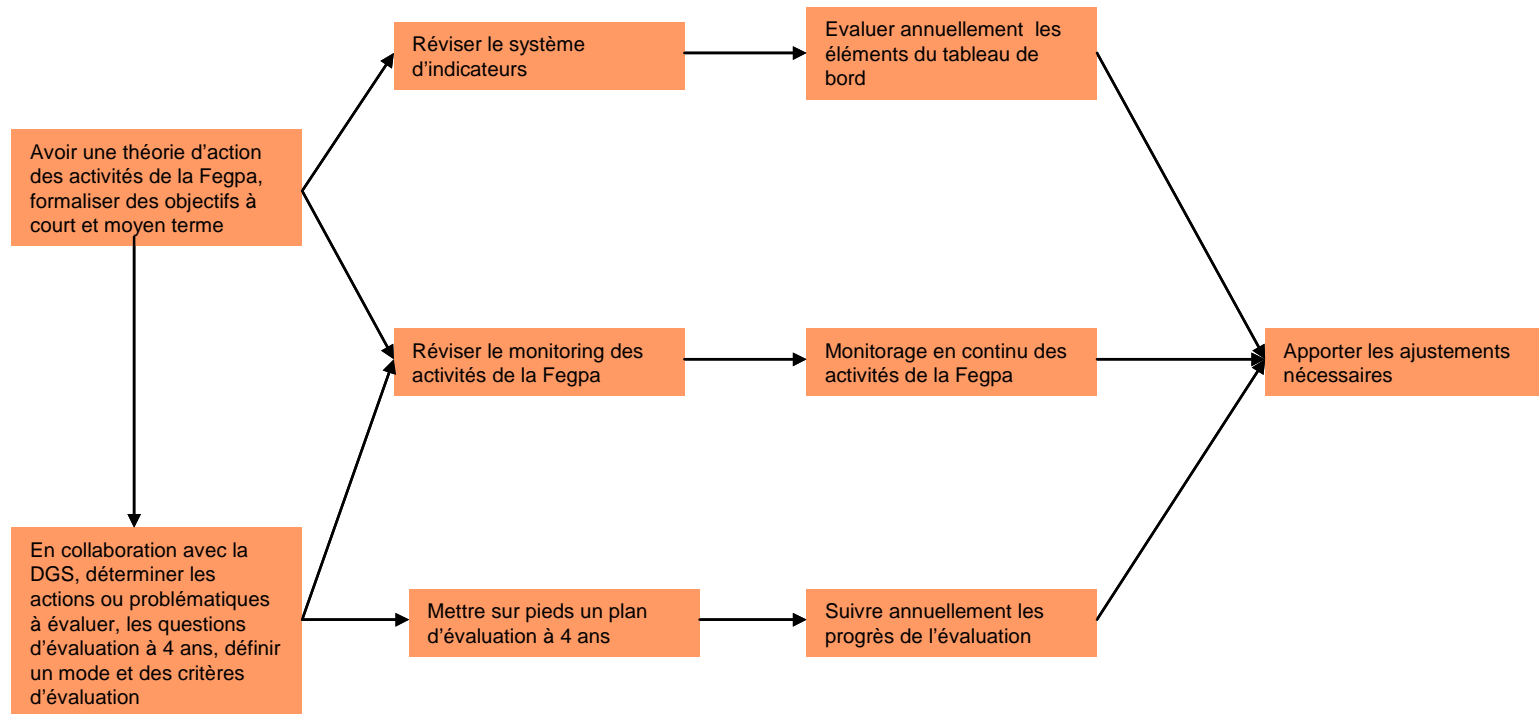 Réviser le système
d'indicateurs
Evaluer annuellement les
éléments du tableau de
bord
Avoir une théorie d'action
des activités de la Fegpa,
formaliser des objectifs à
court et moyen terme
Réviser le monitoring des
activités de la Fegpa
Monitorage en continu des
activités de la Fegpa
Apporter les ajustements
nécessaires
En collaboration avec la
DGS, déterminer les
actions ou problématiques
à évaluer, les questions
d'évaluation à 4 ans, définir
un mode et des critères
d'évaluation
Mettre sur pieds un plan
d'évaluation à 4 ans
Suivre annuellement les
progrès de l'évaluation